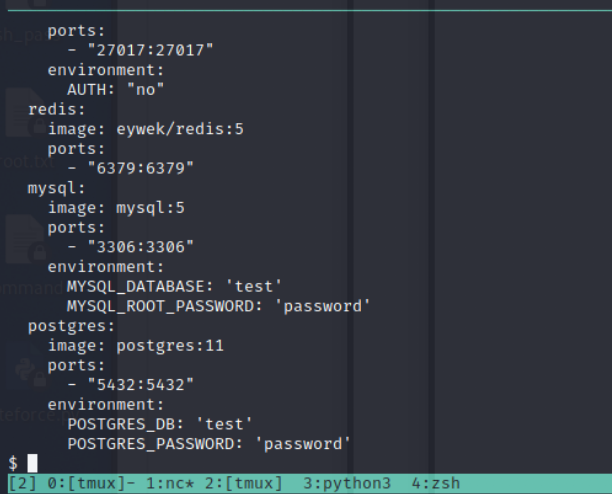 ports:
- "27017:27017"
environment:
AUTH: "no"
redis:
image: eywek/redis:5
ports:
- "6379:6379"
mysql:
image: mysql:5
ports:
- "3306:3306"
environment:
MYSQL_DATABASE: 'test'
MYSQL_ROOT_PASSWORD: 'password'
postgres:
image: postgres:11
ports:
- "5432:5432"
environment:
POSTGRES_DB: 'test'
POSTGRES_PASSWORD: 'password'
$
[2] 0:[tmux]- 1:nc* 2:[tmux] 3:python3 4:zsh